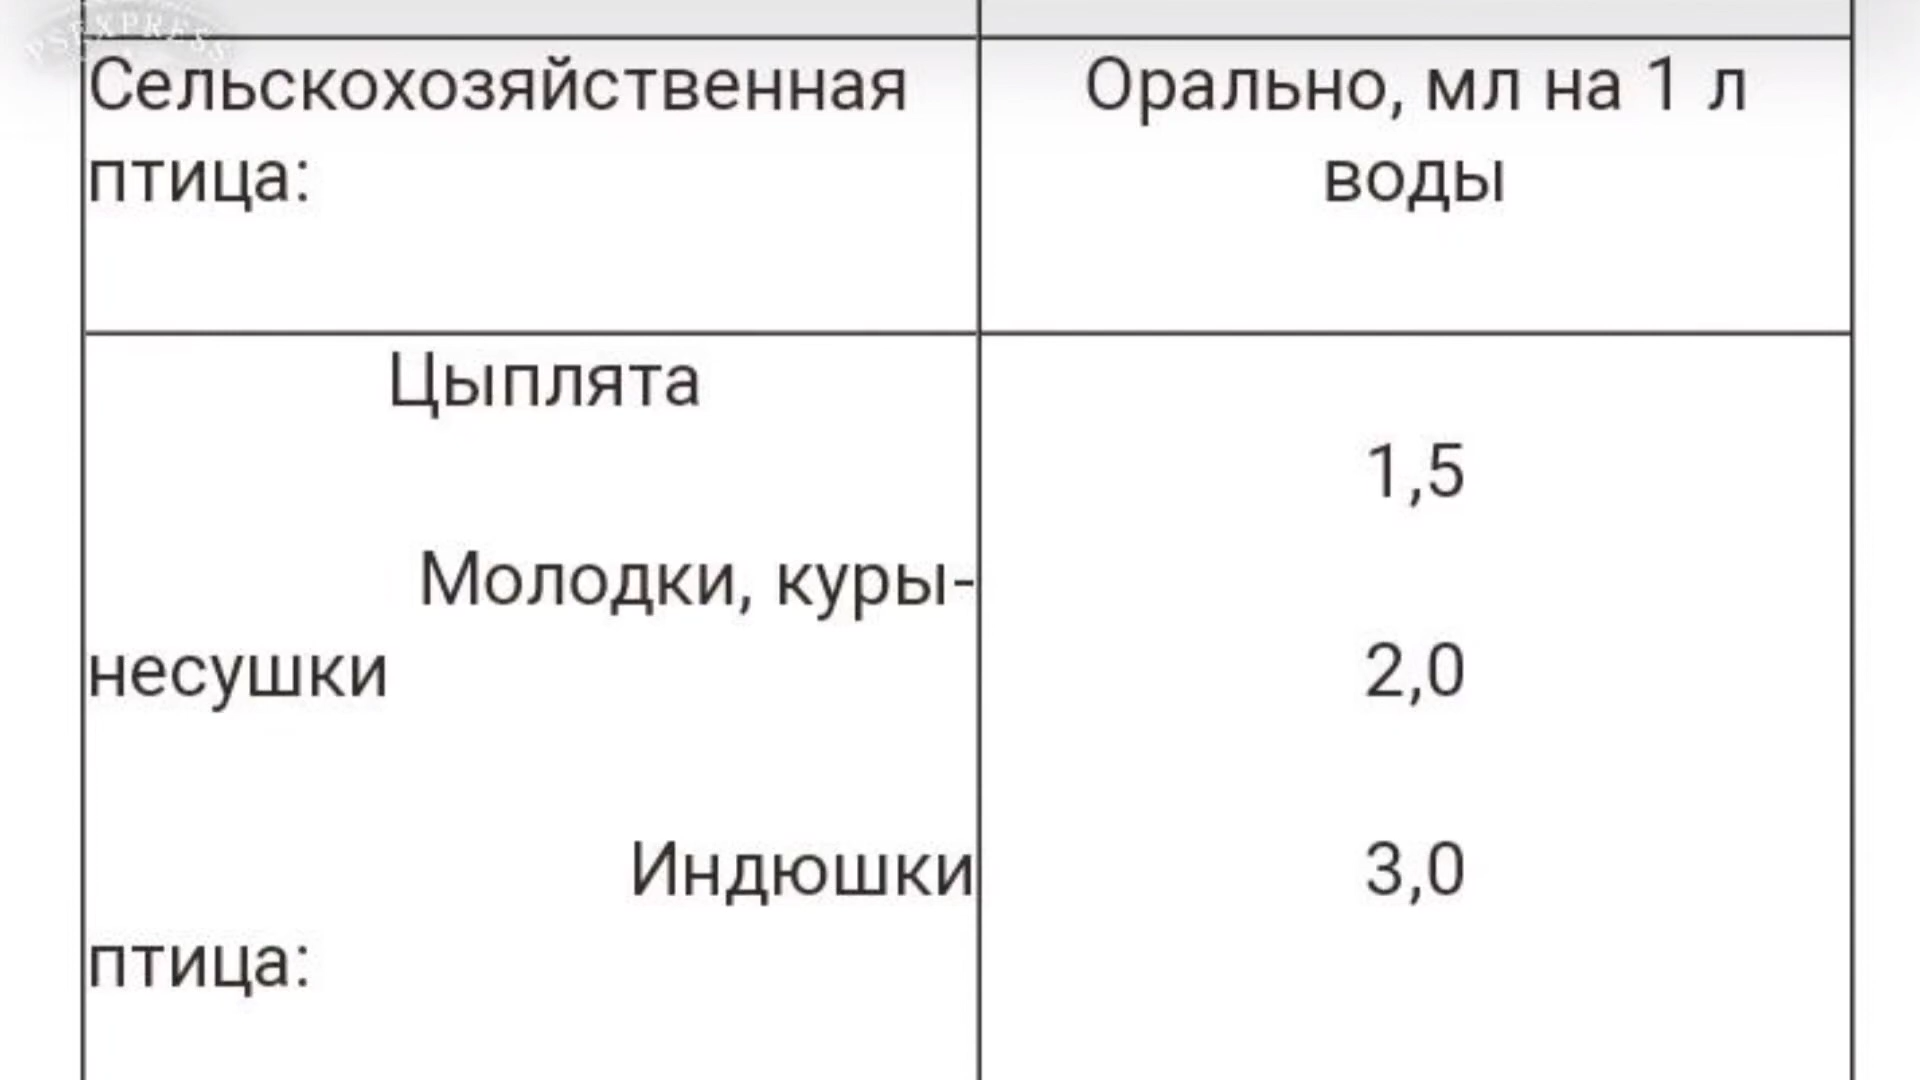 PSEXPRESS
Сельскохозяйственная
птица:
Орально, мл на 1 л
воды
Цыплята
1,5
Молодки, куры-
несушки
2,0
Индюшки
3,0
птица: